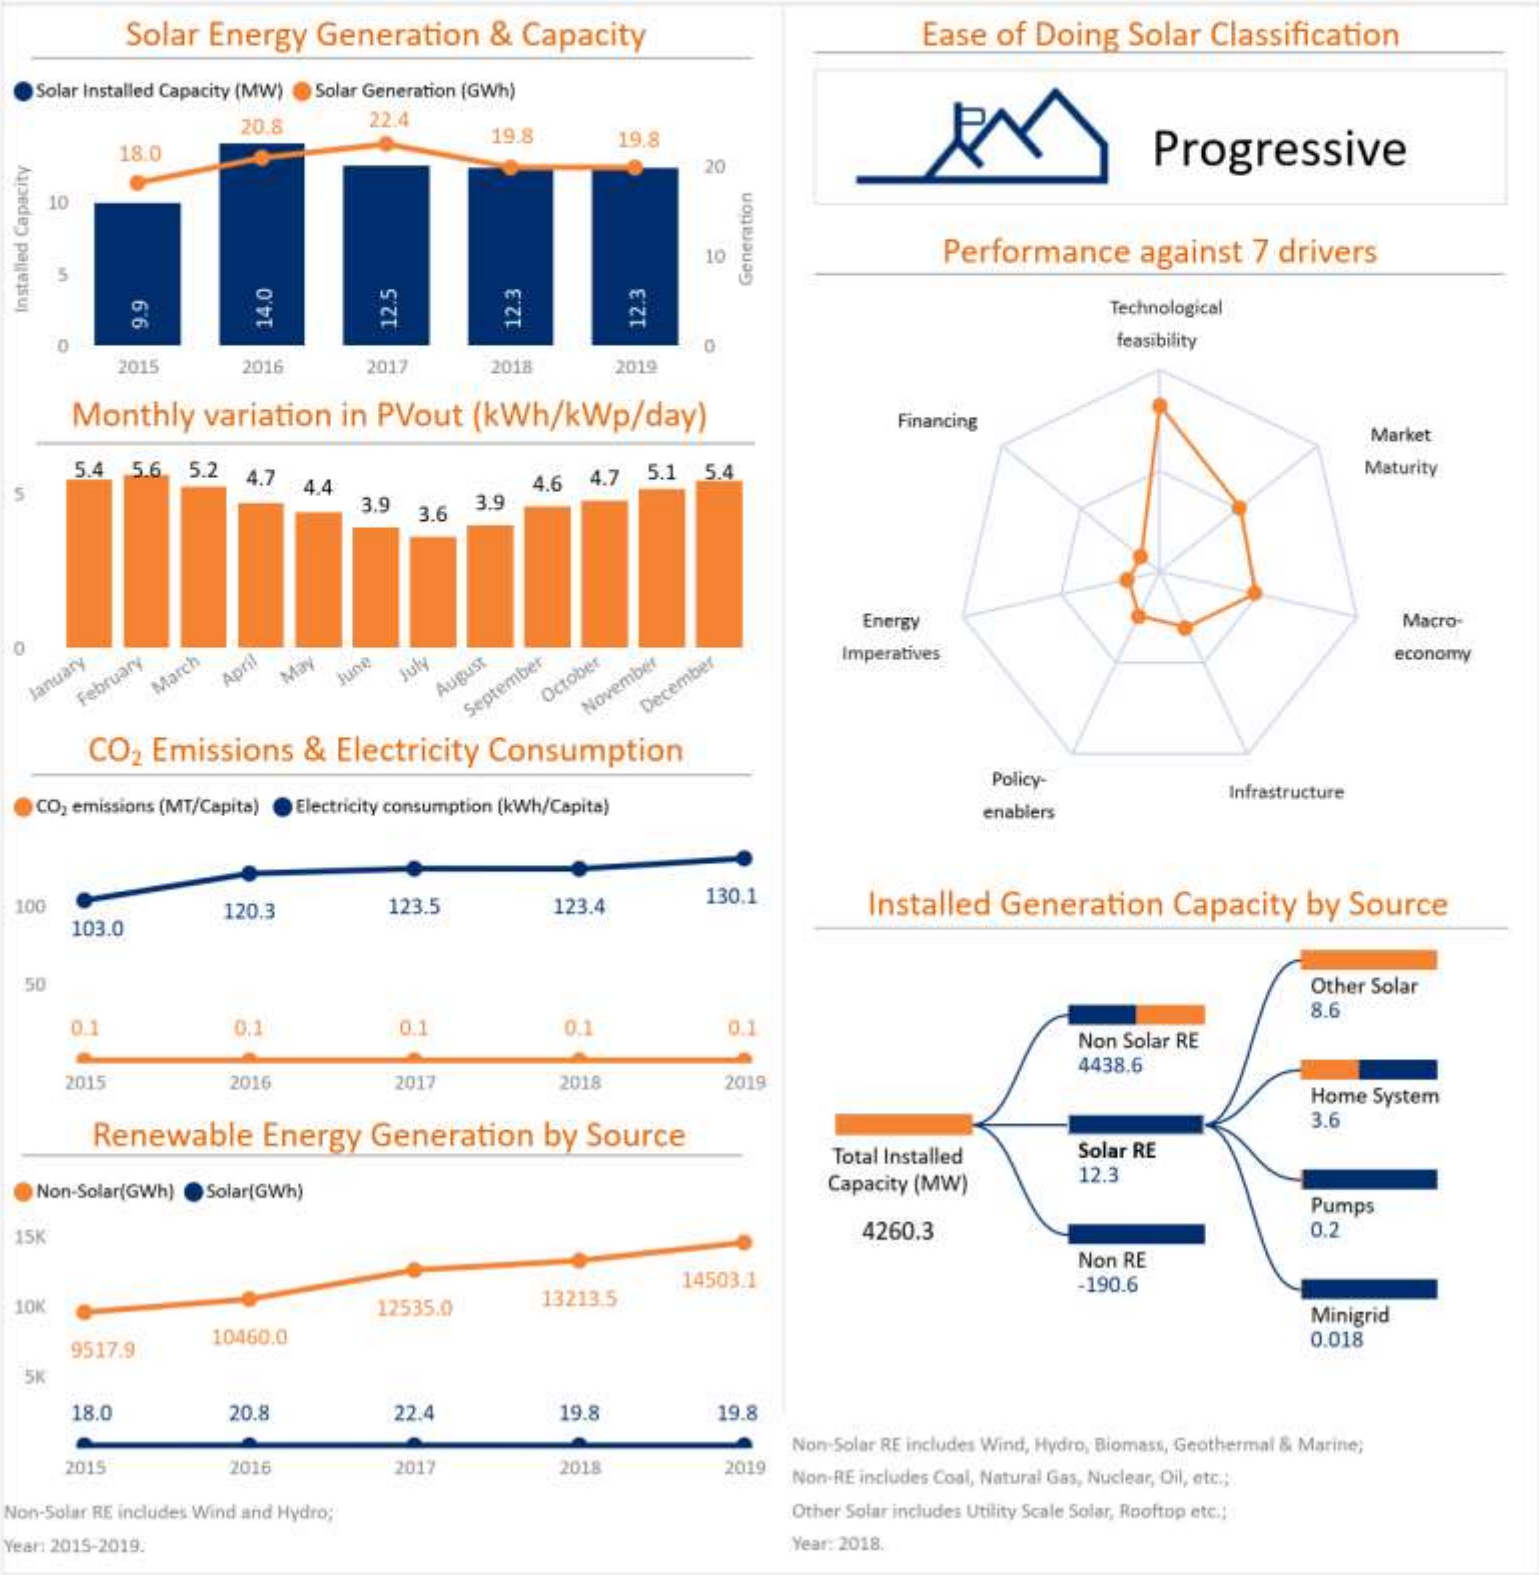 Solar Energy Generation & Capacity
Solar Installed Capacity (MW) Solar Generation (GWh)
18.0 20.8 22.4 19.8 19.8
Installed Capacity
10
5
0
20
10
0
Generation
9.9 14.0 12.5 12.3 12.3
2015 2016 2017 2018 2019
Monthly variation in PVout (kWh/kWp/day)
5
0
5.4 5.6 5.2 4.7 4.4 3.9 3.6 3.9 4.6 4.7 5.1 5.4
January February March April May June July August September October November December
CO₂ Emissions & Electricity Consumption
CO₂ emissions (MT/Capita) Electricity consumption (kWh/Capita)
100
50
103.0 120.3 123.5 123.4 130.1
0.1 0.1 0.1 0.1 0.1
2015 2016 2017 2018 2019
Renewable Energy Generation by Source
Non-Solar(GWh) Solar(GWh)
15K
10K
5K
9517.9 10460.0 12535.0 13213.5 14503.1
18.0 20.8 22.4 19.8 19.8
2015 2016 2017 2018 2019
Non-Solar RE includes Wind and Hydro;
Year: 2015-2019.
Ease of Doing Solar Classification
Progressive
Performance against 7 drivers
Technological
feasibility
Market
Maturity
Macro-
economy
Infrastructure
Policy-
enablers
Energy
Imperatives
Financing
Installed Generation Capacity by Source
Total Installed
Capacity (MW)
4260.3
Non Solar RE
4438.6
Solar RE
12.3
Non RE
-190.6
Other Solar
8.6
Home System
3.6
Pumps
0.2
Minigrid
0.018
Non-Solar RE includes Wind, Hydro, Biomass, Geothermal & Marine;
Non-RE includes Coal, Natural Gas, Nuclear, Oil, etc.;
Other Solar includes Utility Scale Solar, Rooftop etc.;
Year: 2018.